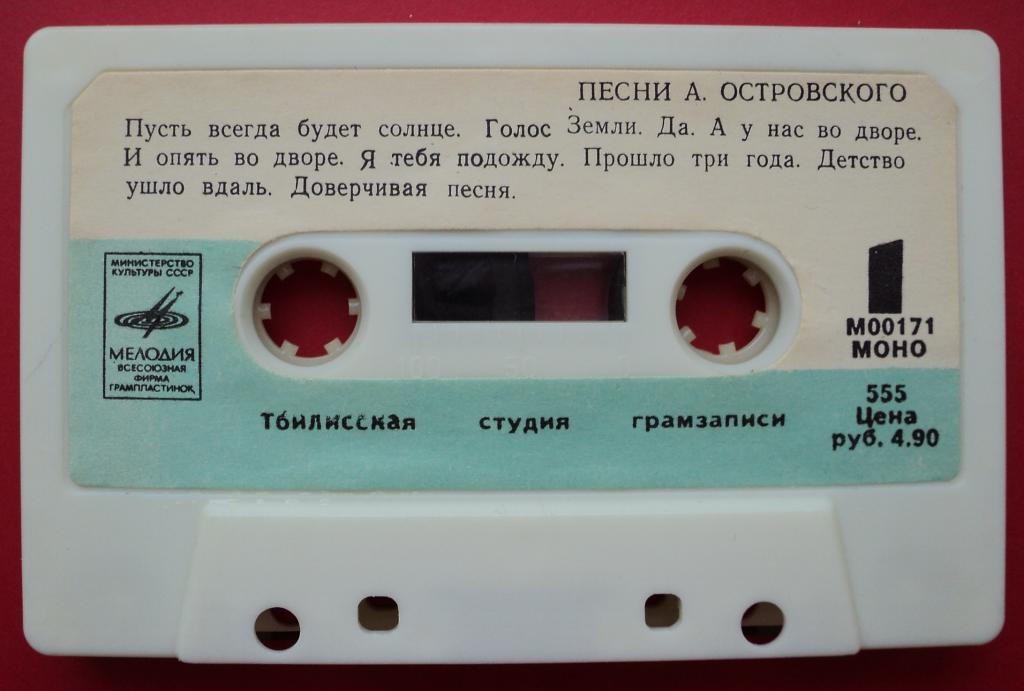 ПЕСНИ А. ОСТРОВСКОГО
Пусть всегда будет солнце. Голос Земли. Да. А у нас во дворе.
И опять во дворе. Я тебя подожду. Прошло три года. Детство
ушло вдаль. Доверчивая песня.
МИНИСТЕРСТВО
КУЛЬТУРЫ СССР
МЕЛОДИЯ
ВСЕСОЮЗНАЯ
ФИРМА
ГРАМПЛАСТИНОК
1
М00171
МОНО
555
Цена
руб. 4.90
Тбилисская студия грамзаписи